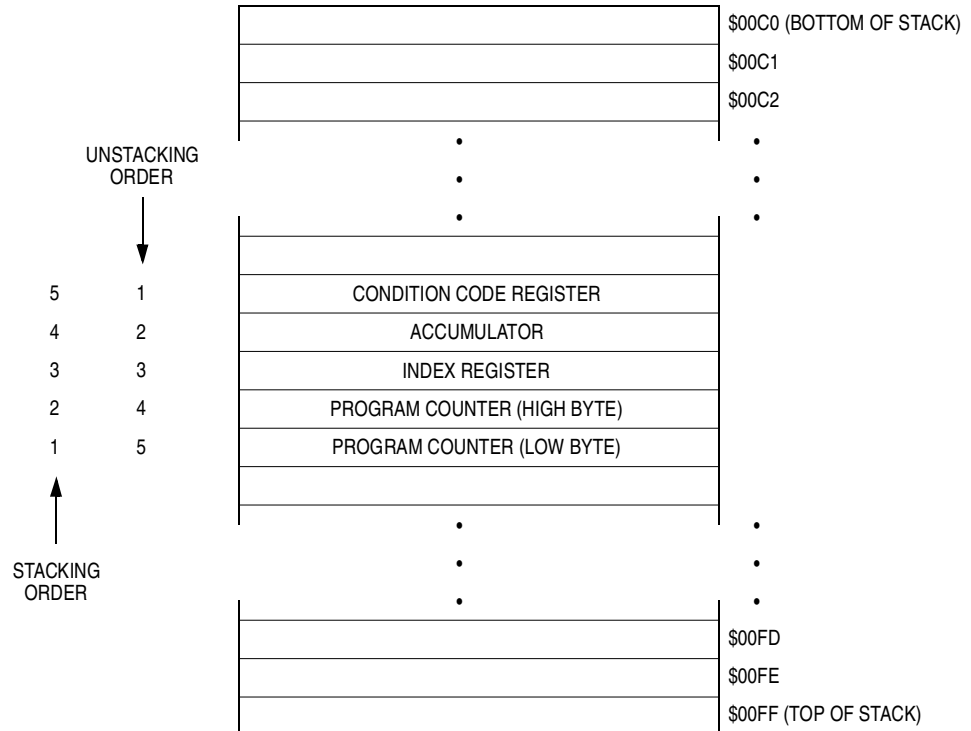 $00C0 (BOTTOM OF STACK)
$00C1
$00C2
UNSTACKING
ORDER
5 1 CONDITION CODE REGISTER
4 2 ACCUMULATOR
3 3 INDEX REGISTER
2 4 PROGRAM COUNTER (HIGH BYTE)
1 5 PROGRAM COUNTER (LOW BYTE)
STACKING
ORDER
$00FD
$00FE
$00FF (TOP OF STACK)